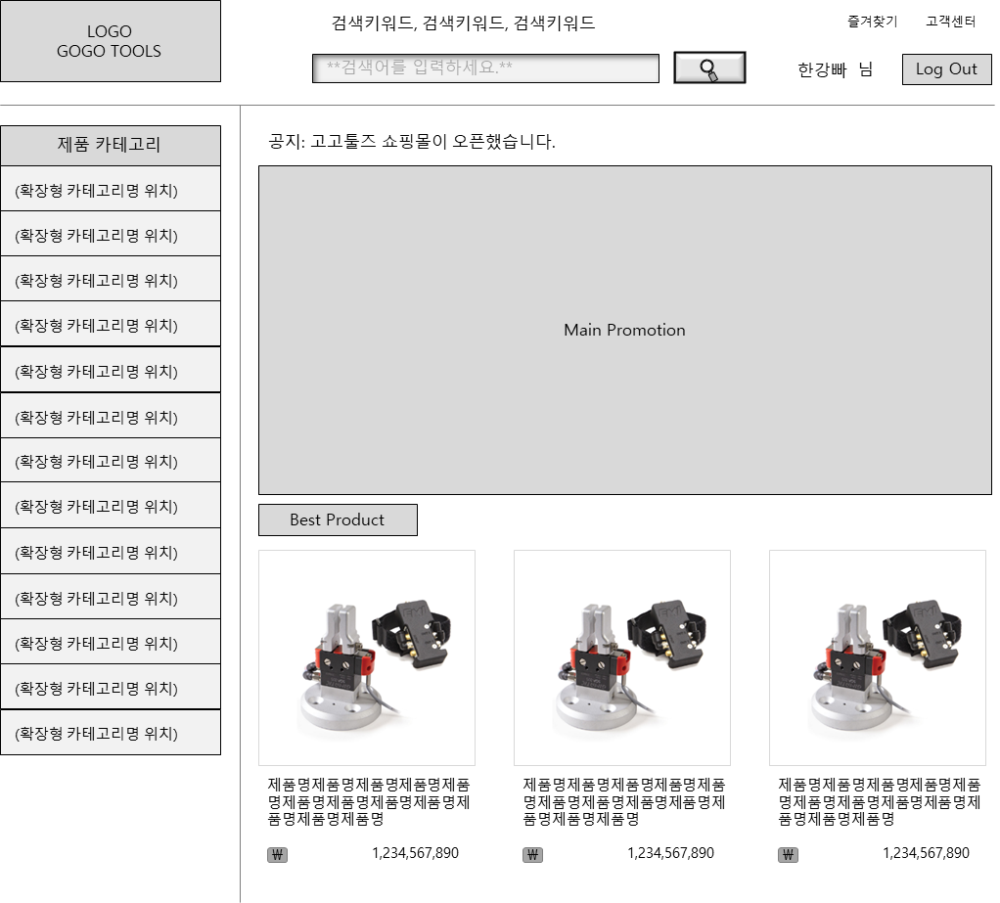 LOGO
GOGO TOOLS
검색키워드, 검색키워드, 검색키워드
즐겨찾기
고객센터
**검색어를 입력하세요.**
한강빠 님
Log Out
제품 카테고리
(확장형 카테고리명 위치)
(확장형 카테고리명 위치)
(확장형 카테고리명 위치)
(확장형 카테고리명 위치)
(확장형 카테고리명 위치)
(확장형 카테고리명 위치)
(확장형 카테고리명 위치)
(확장형 카테고리명 위치)
(확장형 카테고리명 위치)
(확장형 카테고리명 위치)
(확장형 카테고리명 위치)
(확장형 카테고리명 위치)
(확장형 카테고리명 위치)
공지: 고고툴즈 쇼핑몰이 오픈했습니다.
Main Promotion
Best Product
제품명제품명제품명제품명제품
명제품명제품명제품명제품명제
품명제품명제품명
₩ 1,234,567,890
제품명제품명제품명제품명제품
명제품명제품명제품명제품명제
품명제품명제품명
₩ 1,234,567,890
제품명제품명제품명제품명제품
명제품명제품명제품명제품명제
품명제품명제품명
₩ 1,234,567,890